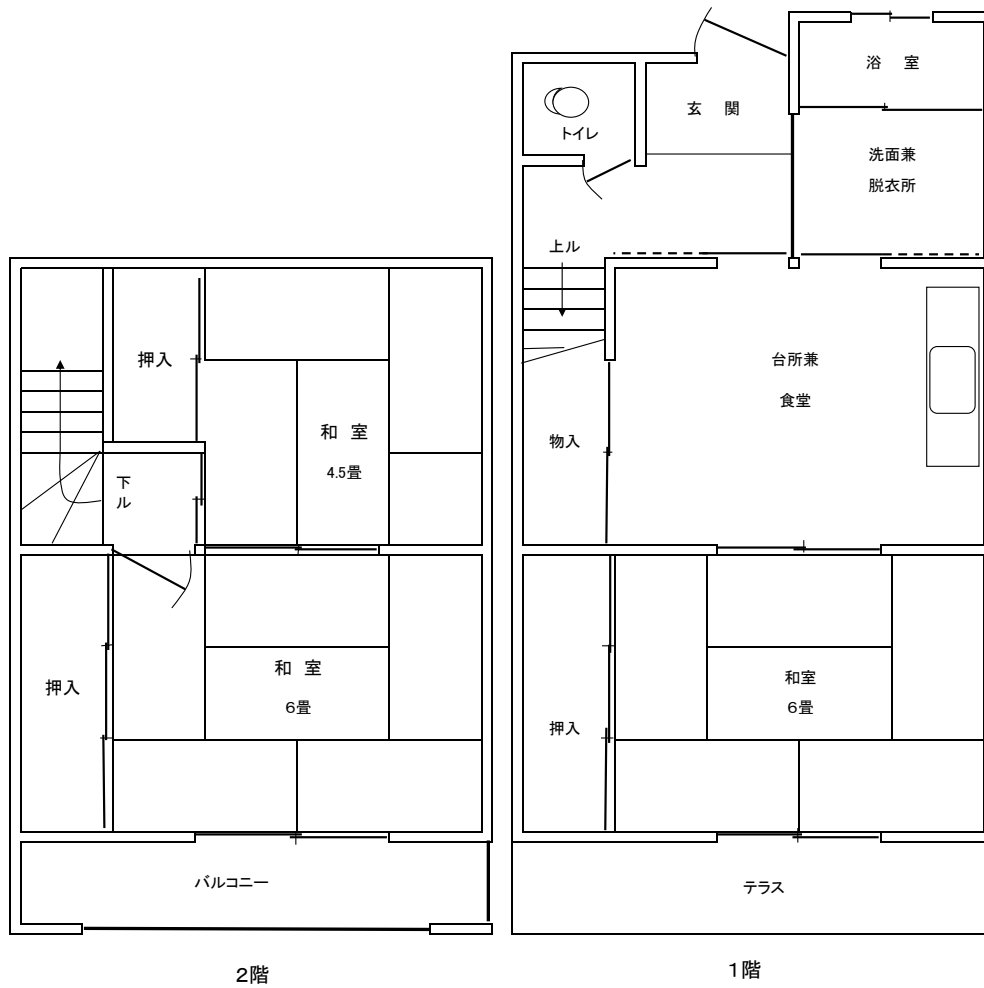 押入
和 室
4.5畳
下
ル
和 室
6畳
押入
バルコニー
2階
浴 室
玄 関
トイレ
洗面兼
脱衣所
上ル
台所兼
食堂
物入
和室
6畳
押入
テラス
1階